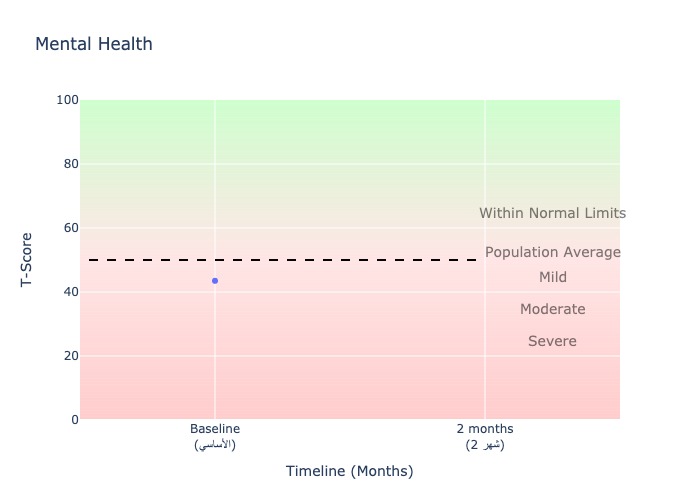 Mental Health
100
80
60
40
20
0
T-Score
Within Normal Limits
Population Average
Mild
Moderate
Severe
Baseline
(الأساسي)
2 months
(2 شهر)
Timeline (Months)